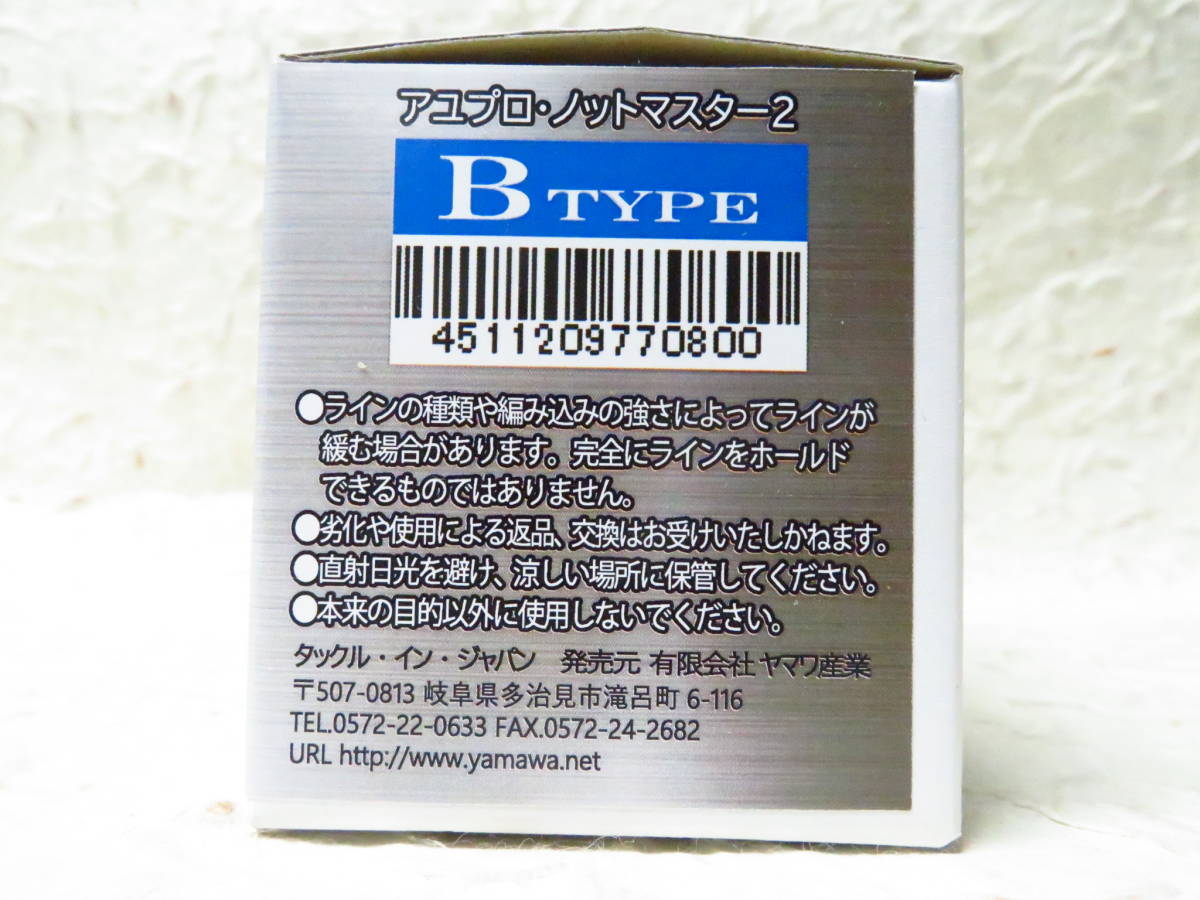 アユプロ・ノットマスター2
B TYPE
4511209770800
●ラインの種類や編み込みの強さによってラインが
緩む場合があります。完全にラインをホールド
できるものではありません。
●劣化や使用による返品、交換はお受けいたしかねます。
●直射日光を避け、涼しい場所に保管してください。
●本来の目的以外に使用しないでください。
タックル・イン・ジャパン 発売元 有限会社 ヤマワ産業
〒507-0813 岐阜県多治見市滝呂町 6-116
TEL.0572-22-0633 FAX.0572-24-2682
URL http://www.yamawa.net